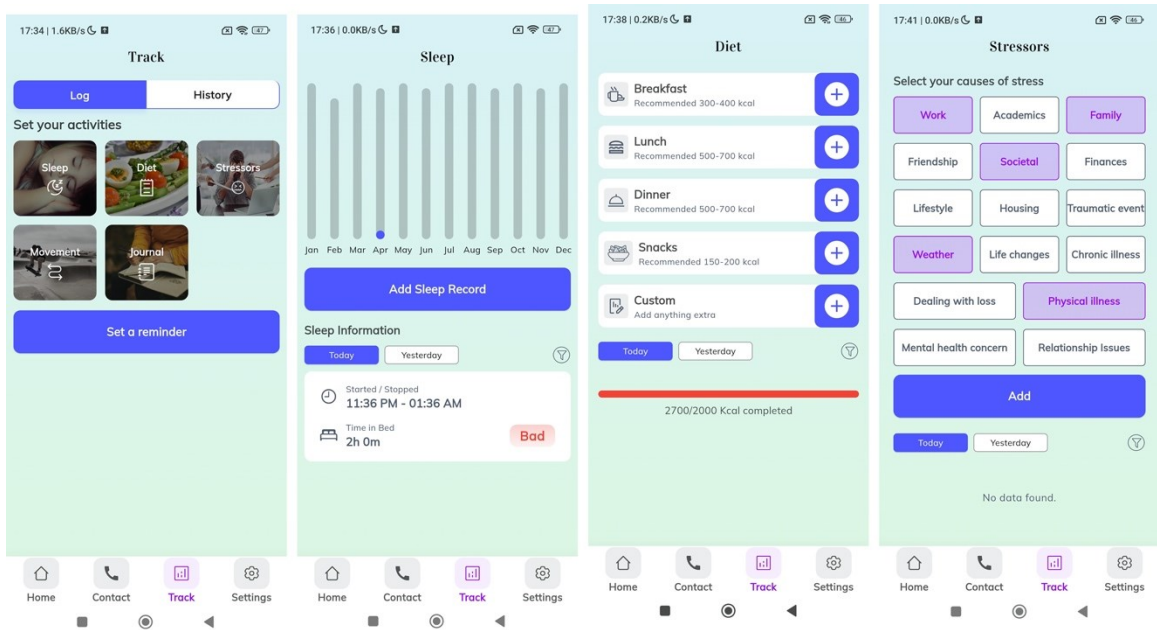 17:34 | 1.6KB/s
47
Track
Log History
Set your activities
Sleep Diet Stressors
Movement Journal
Set a reminder
Home Contact Track Settings
17:36 | 0.0KB/s
47
Sleep
Jan Feb Mar Apr May Jun Jul Aug Sep Oct Nov Dec
Add Sleep Record
Sleep Information
Today Yesterday
Started / Stopped
11:36 PM - 01:36 AM
Time in Bed
2h 0m
Bad
Home Contact Track Settings
17:38 | 0.2KB/s
46
Diet
Breakfast
Recommended 300-400 kcal
Lunch
Recommended 500-700 kcal
Dinner
Recommended 500-700 kcal
Snacks
Recommended 150-200 kcal
Custom
Add anything extra
Today Yesterday
2700/2000 Kcal completed
Home Contact Track Settings
17:41 | 0.0KB/s
46
Stressors
Select your causes of stress
Work Academics Family
Friendship Societal Finances
Lifestyle Housing Traumatic event
Weather Life changes Chronic illness
Dealing with loss Physical illness
Mental health concern Relationship Issues
Add
Today Yesterday
No data found.
Home Contact Track Settings